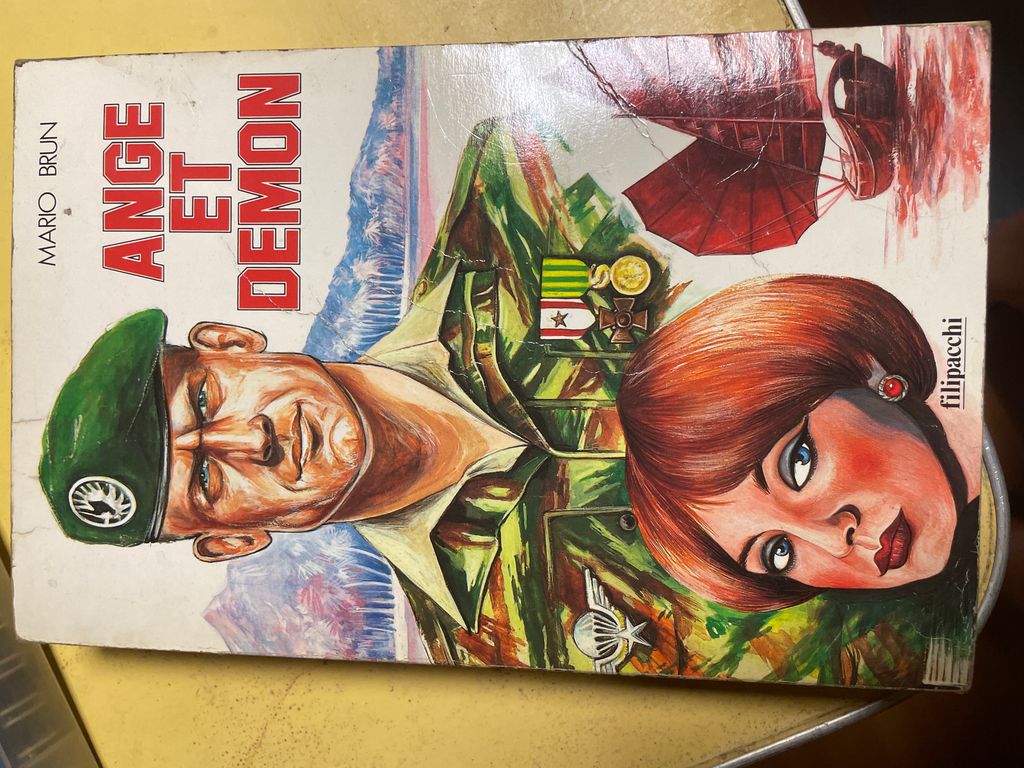 MARIO BRUN
ANGE
ET
DEMON
filipacchi